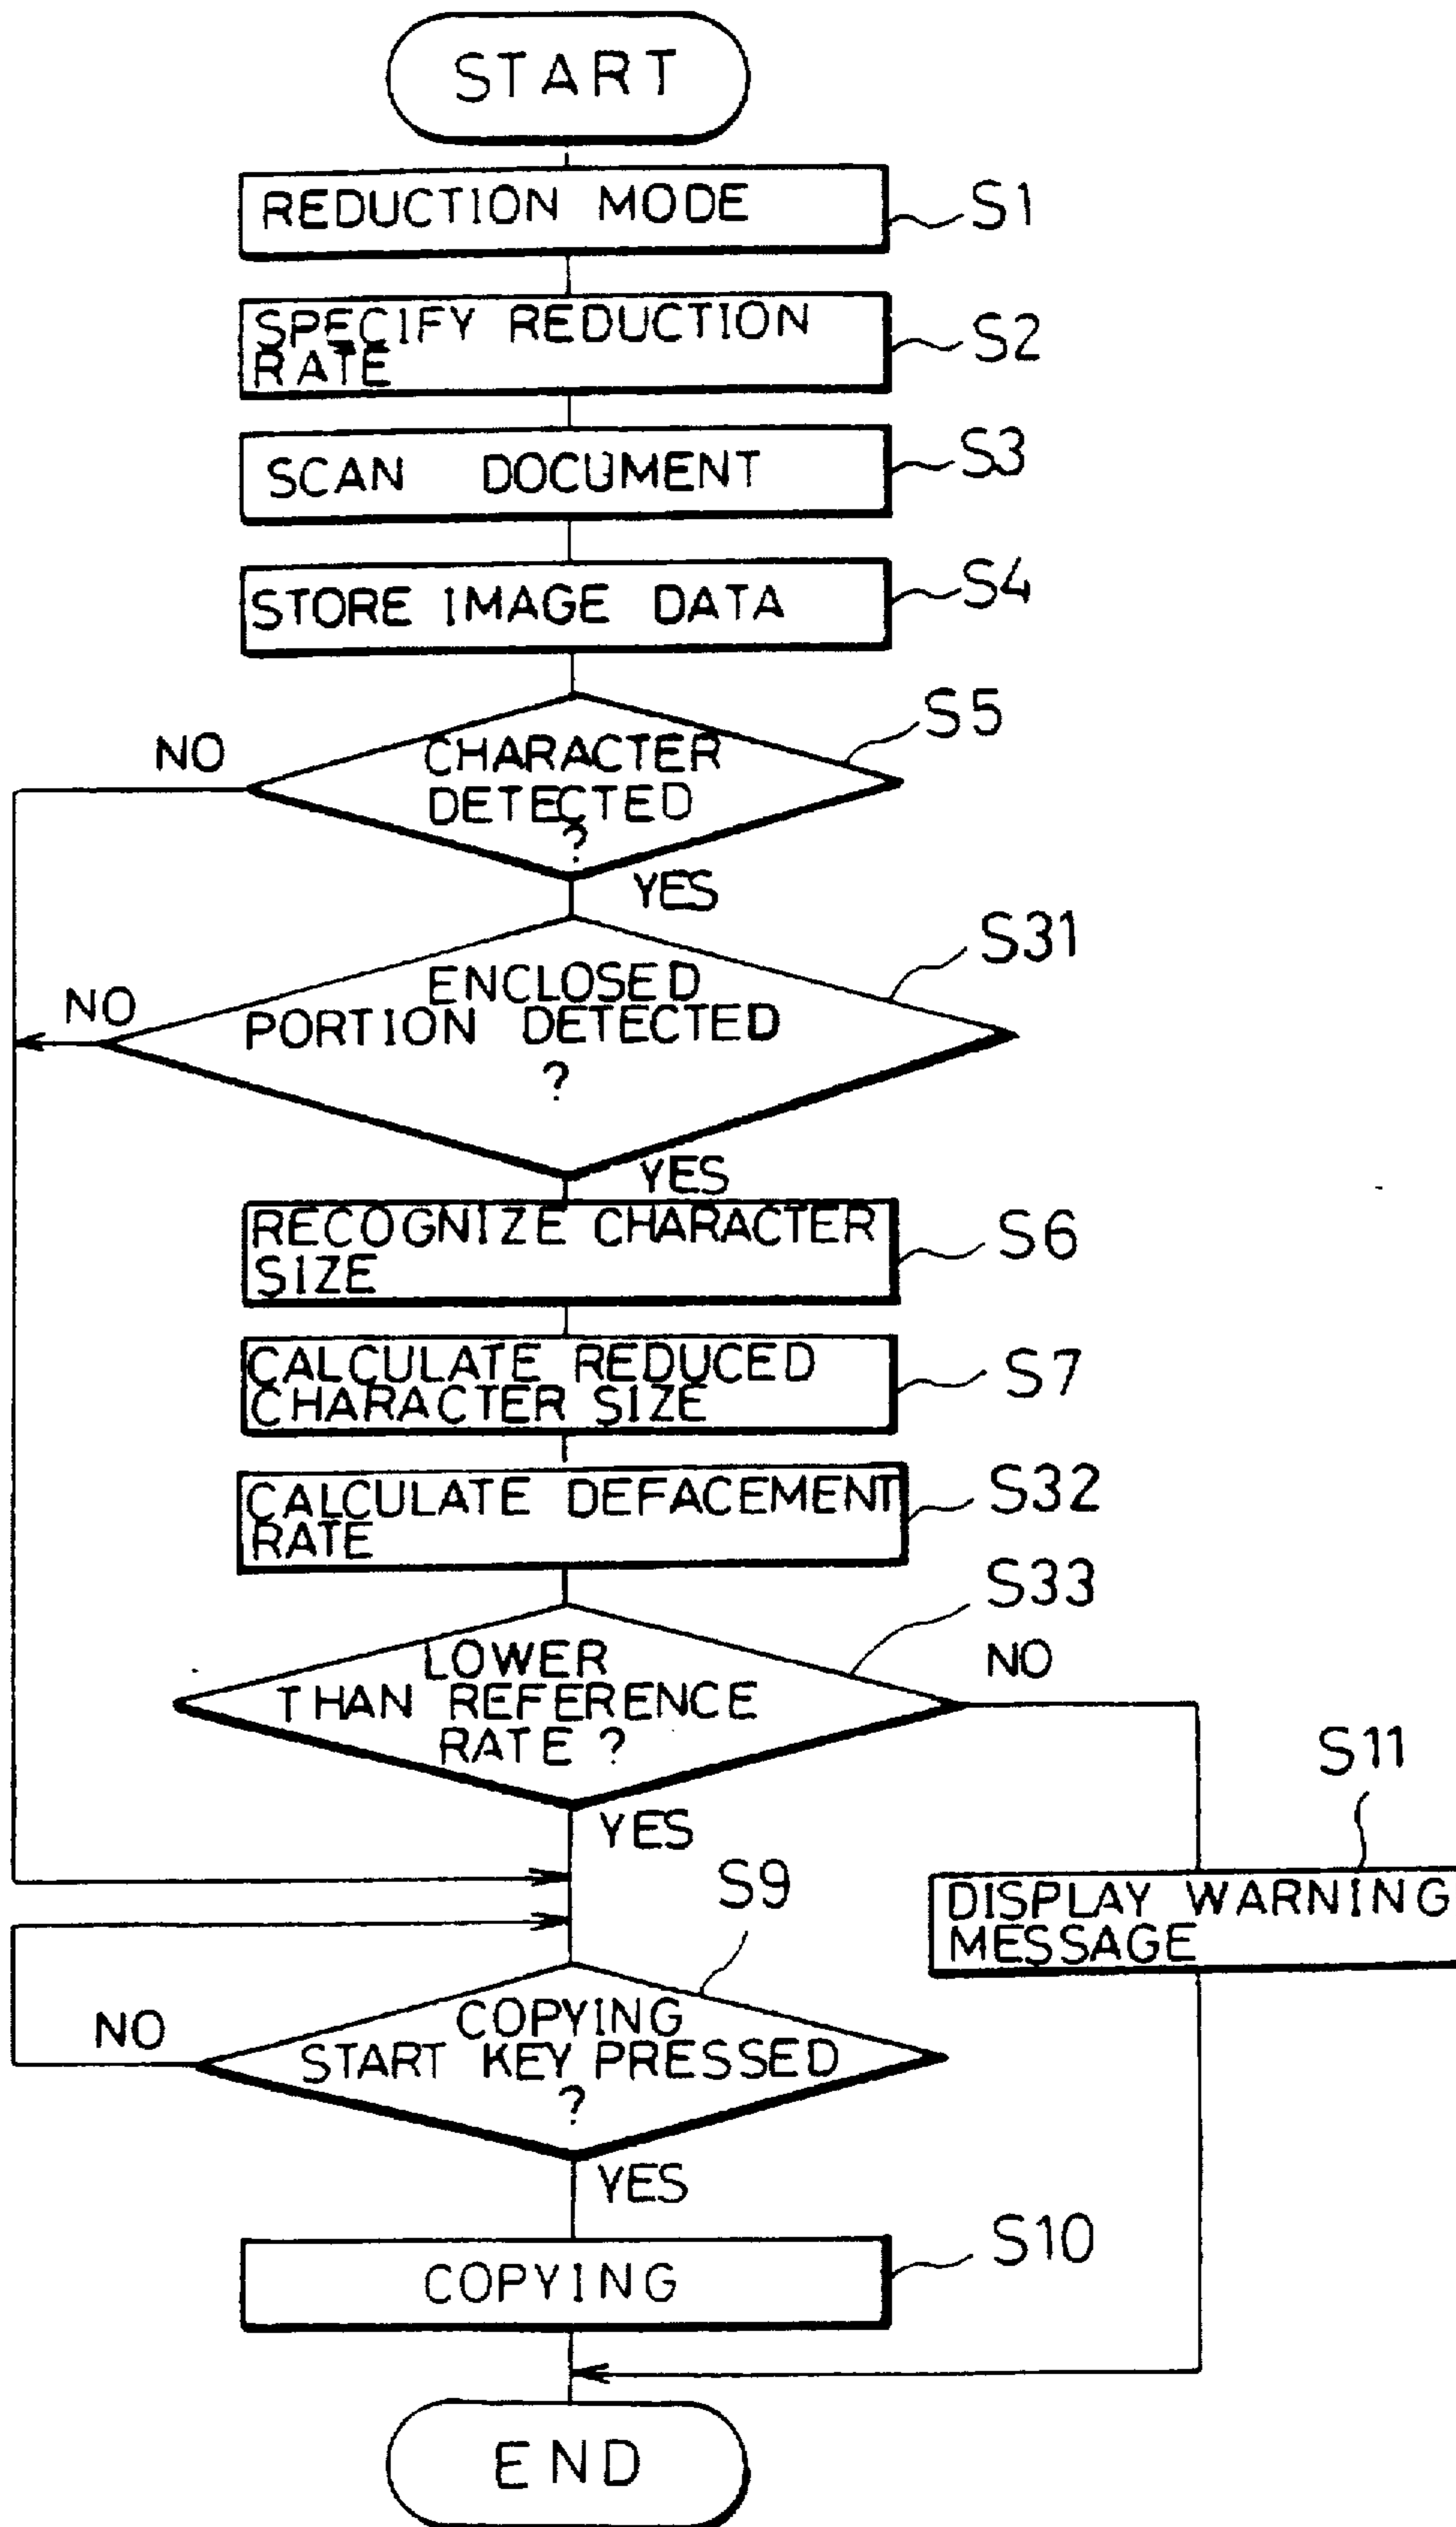 START
REDUCTION MODE
S1
SPECIFY REDUCTION
RATE
S2
SCAN DOCUMENT
S3
STORE IMAGE DATA
S4
S5
NO
CHARACTER
DETECTED
?
YES
S31
NO
ENCLOSED
PORTION DETECTED
?
YES
RECOGNIZE CHARACTER
SIZE
S6
CALCULATE REDUCED
CHARACTER SIZE
S7
CALCULATE DEFACEMENT
RATE
S32
S33
LOWER
THAN REFERENCE
RATE ?
NO
YES
S11
DISPLAY WARNING
MESSAGE
S9
NO
COPYING
START KEY PRESSED
?
YES
COPYING
S10
END